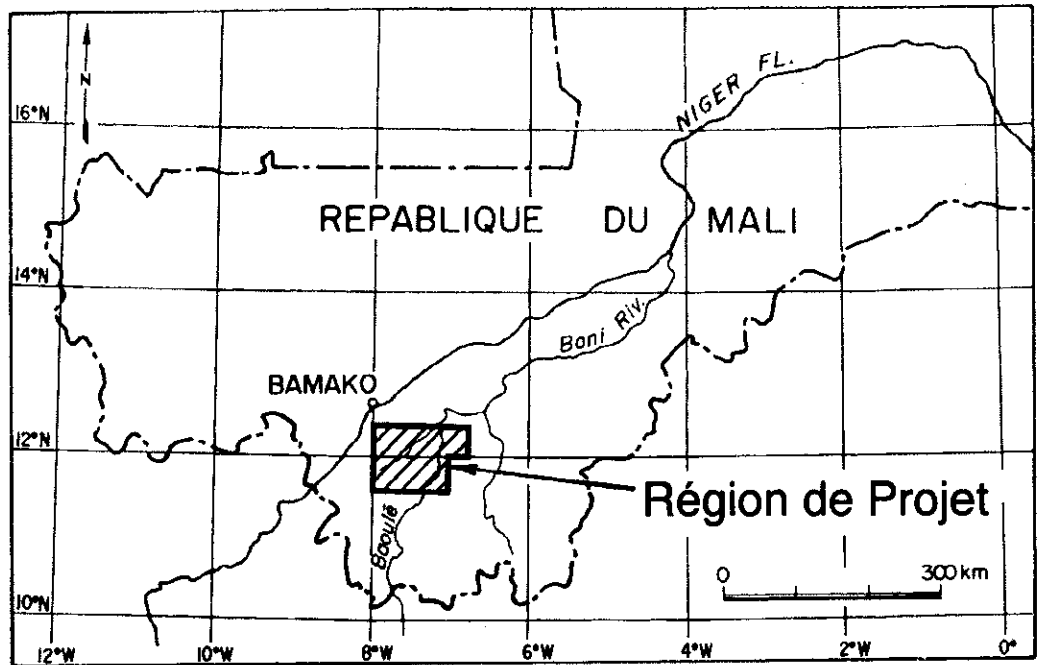 N
16°N
NIGER FL.
REPABLIQUE DU MALI
14°N
Bani Riv.
BAMAKO
12°N
Région de Projet
Baoulé
0 300 km
10°N
12°W 10°W 8°W 6°W 4°W 2°W 0°